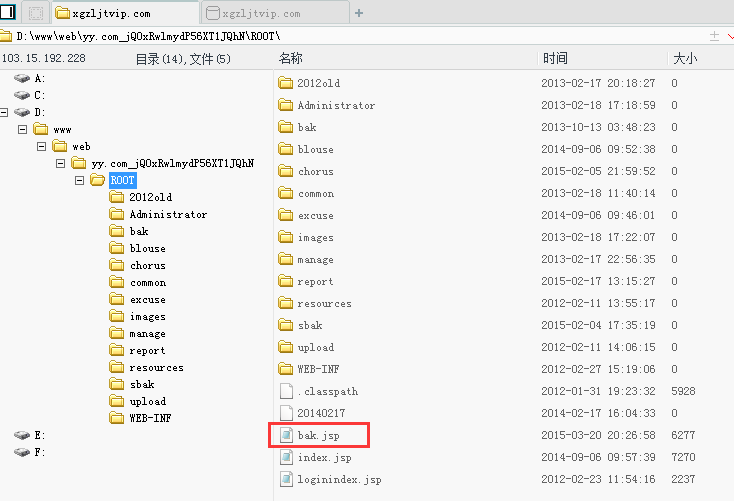 xgzljtvip.com
xgzljtvip.com
D:\www\web\yy.com_jQOxRwlmydP56XT1JQhN\ROOT\
103.15.192.228 目录(14),文件(5) 名称 时间 大小
A:
C:
D:
www
web
yy.com_jQOxRwlmydP56XT1JQhN
ROOT
2012old
Administrator
bak
blouse
chorus
common
excuse
images
manage
report
resources
sbak
upload
WEB-INF
E:
F:
2012old 2013-02-17 20:18:27 0
Administrator 2013-02-18 17:18:59 0
bak 2013-10-13 03:48:23 0
blouse 2014-09-06 09:52:38 0
chorus 2015-02-05 21:59:52 0
common 2013-02-18 11:40:14 0
excuse 2014-09-06 09:46:01 0
images 2013-02-18 17:22:07 0
manage 2013-02-17 22:56:35 0
report 2015-02-17 13:15:27 0
resources 2012-02-11 13:55:17 0
sbak 2015-02-04 17:35:19 0
upload 2012-02-11 14:06:15 0
WEB-INF 2012-02-27 15:19:06 0
.classpath 2012-01-31 19:23:32 5928
20140217 2014-02-17 16:04:33 0
bak.jsp 2015-03-20 20:26:58 6277
index.jsp 2014-09-06 09:57:39 7270
loginindex.jsp 2012-02-23 11:54:16 2237